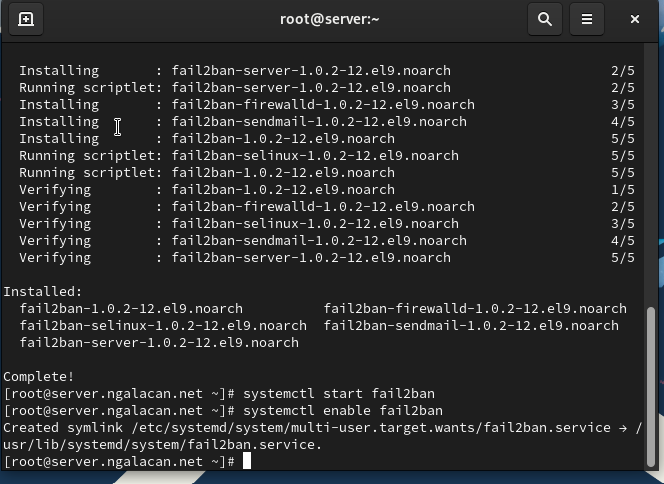 root@server:~
Installing : fail2ban-server-1.0.2-12.el9.noarch 2/5
Running scriptlet: fail2ban-server-1.0.2-12.el9.noarch 2/5
Installing : fail2ban-firewalld-1.0.2-12.el9.noarch 3/5
Installing : fail2ban-sendmail-1.0.2-12.el9.noarch 4/5
Installing : fail2ban-1.0.2-12.el9.noarch 5/5
Running scriptlet: fail2ban-selinux-1.0.2-12.el9.noarch 5/5
Running scriptlet: fail2ban-1.0.2-12.el9.noarch 5/5
Verifying : fail2ban-1.0.2-12.el9.noarch 1/5
Verifying : fail2ban-firewalld-1.0.2-12.el9.noarch 2/5
Verifying : fail2ban-selinux-1.0.2-12.el9.noarch 3/5
Verifying : fail2ban-sendmail-1.0.2-12.el9.noarch 4/5
Verifying : fail2ban-server-1.0.2-12.el9.noarch 5/5
Installed:
fail2ban-1.0.2-12.el9.noarch fail2ban-firewalld-1.0.2-12.el9.noarch
fail2ban-selinux-1.0.2-12.el9.noarch fail2ban-sendmail-1.0.2-12.el9.noarch
fail2ban-server-1.0.2-12.el9.noarch
Complete!
[root@server.ngalacan.net ~]# systemctl start fail2ban
[root@server.ngalacan.net ~]# systemctl enable fail2ban
Created symlink /etc/systemd/system/multi-user.target.wants/fail2ban.service → /
usr/lib/systemd/system/fail2ban.service.
[root@server.ngalacan.net ~]#